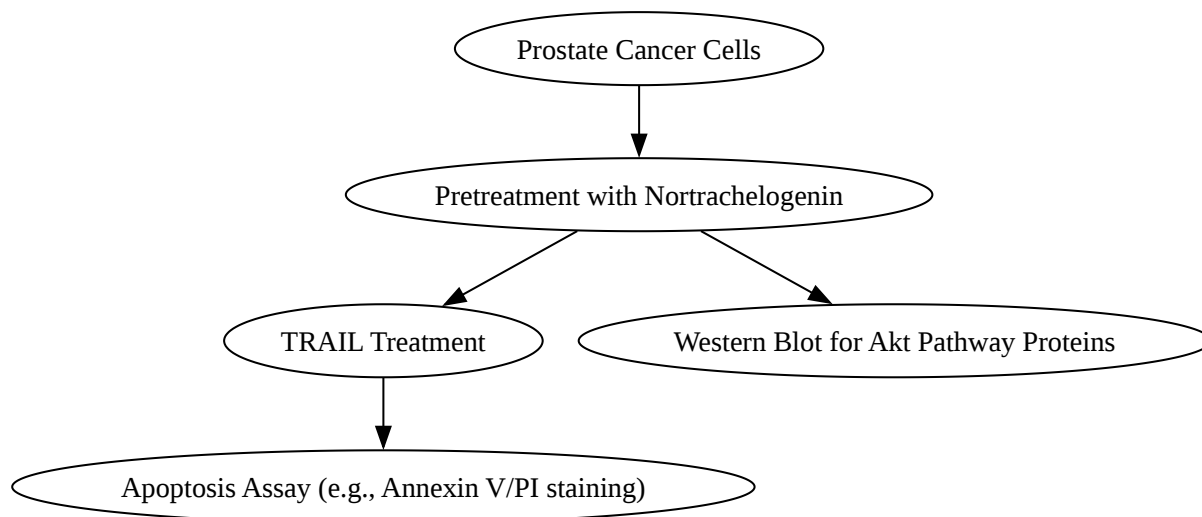 Prostate Cancer Cells
Pretreatment with Nortrachelogenin
TRAIL Treatment
Western Blot for Akt Pathway Proteins
Apoptosis Assay (e.g., Annexin V/PI staining)